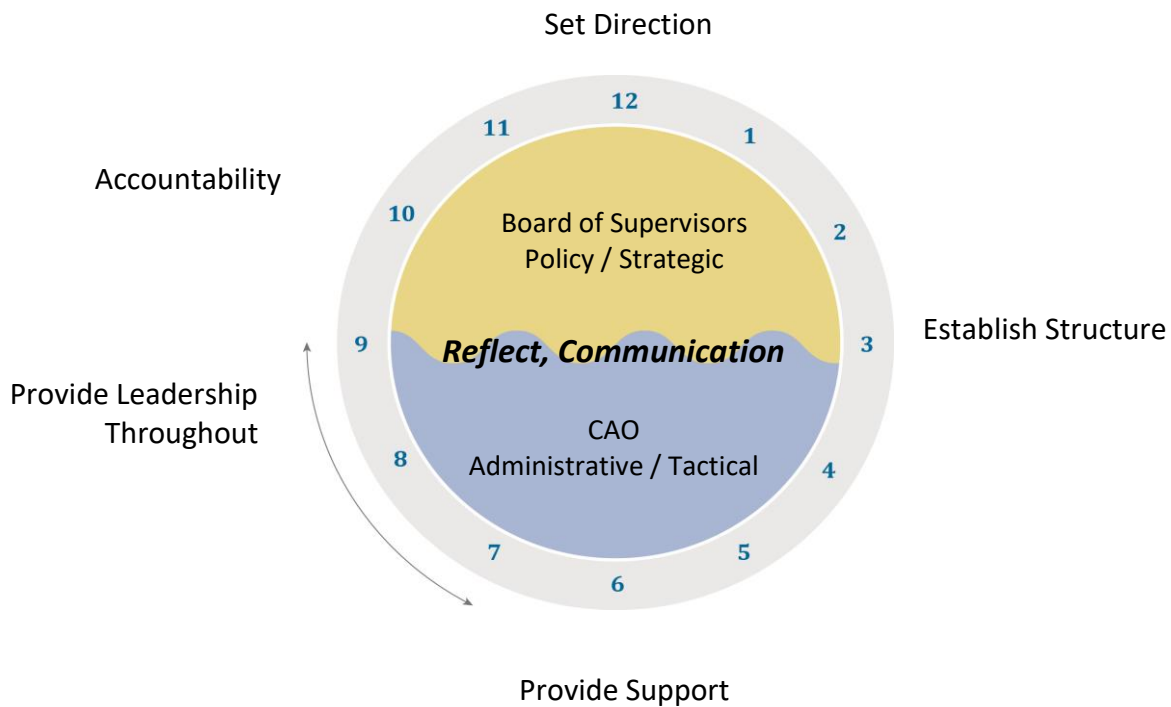 Set Direction
12
11
1
Accountability
10
2
Board of Supervisors
Policy / Strategic
Establish Structure
9
3
Reflect, Communication
Provide Leadership
Throughout
8
4
CAO
Administrative / Tactical
7
5
6
Provide Support